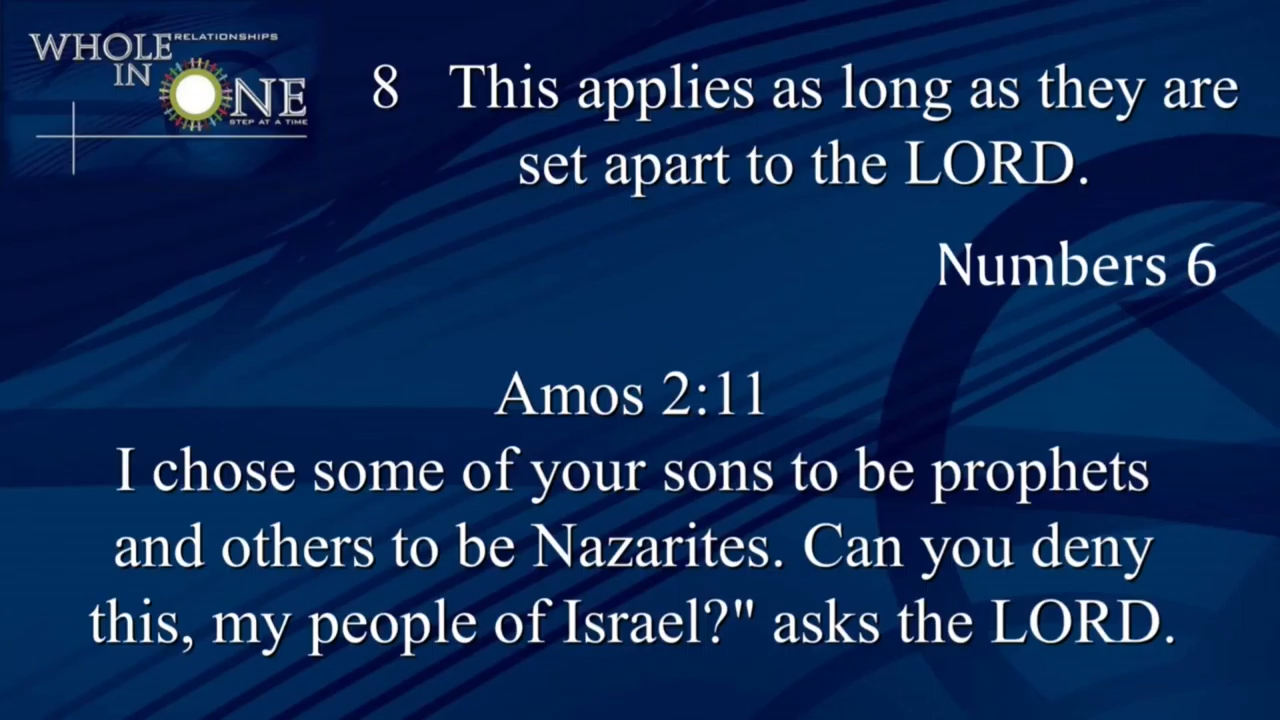 WHOLE RELATIONSHIPS
IN ONE
STEP AT A TIME
8 This applies as long as they are
set apart to the LORD.
Numbers 6
Amos 2:11
I chose some of your sons to be prophets
and others to be Nazarites. Can you deny
this, my people of Israel?" asks the LORD.